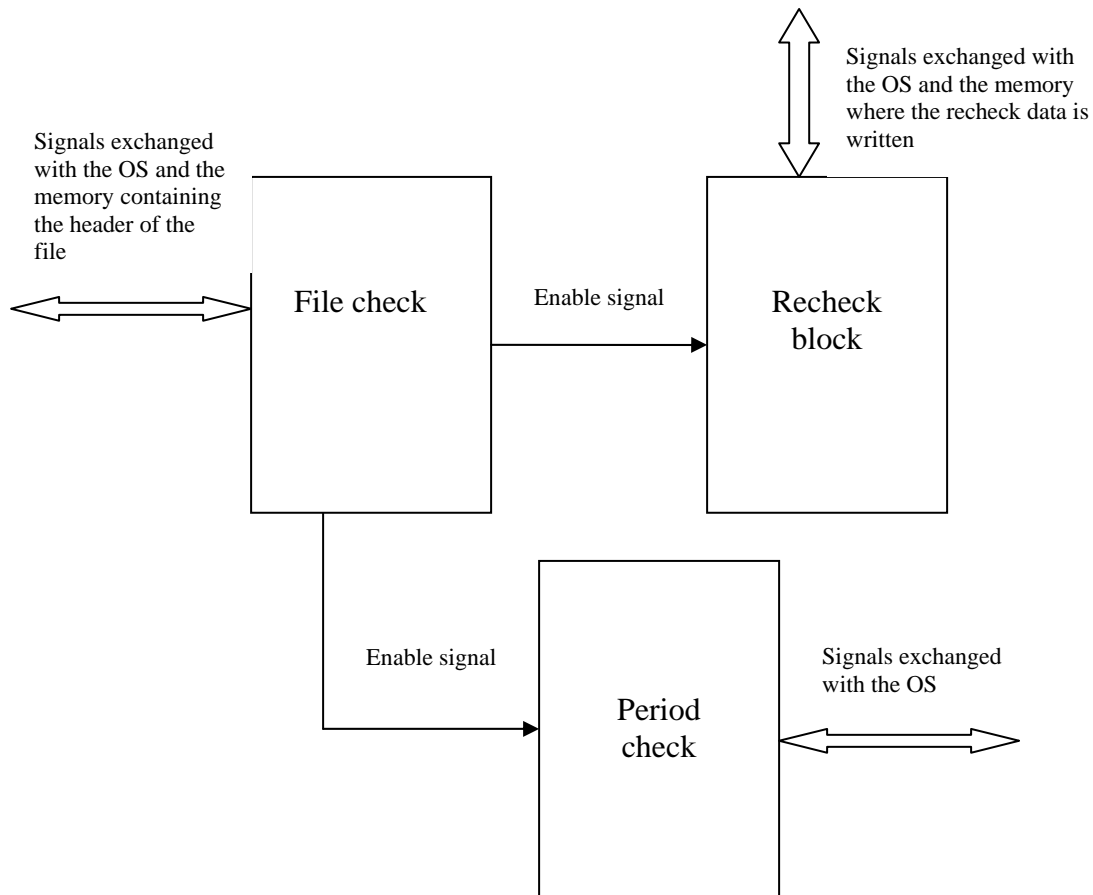 Signals exchanged with
the OS and the memory
where the recheck data is
written
Signals exchanged
with the OS and the
memory containing
the header of the
file
File check
Enable signal
Recheck
block
Enable signal
Signals exchanged
with the OS
Period
check